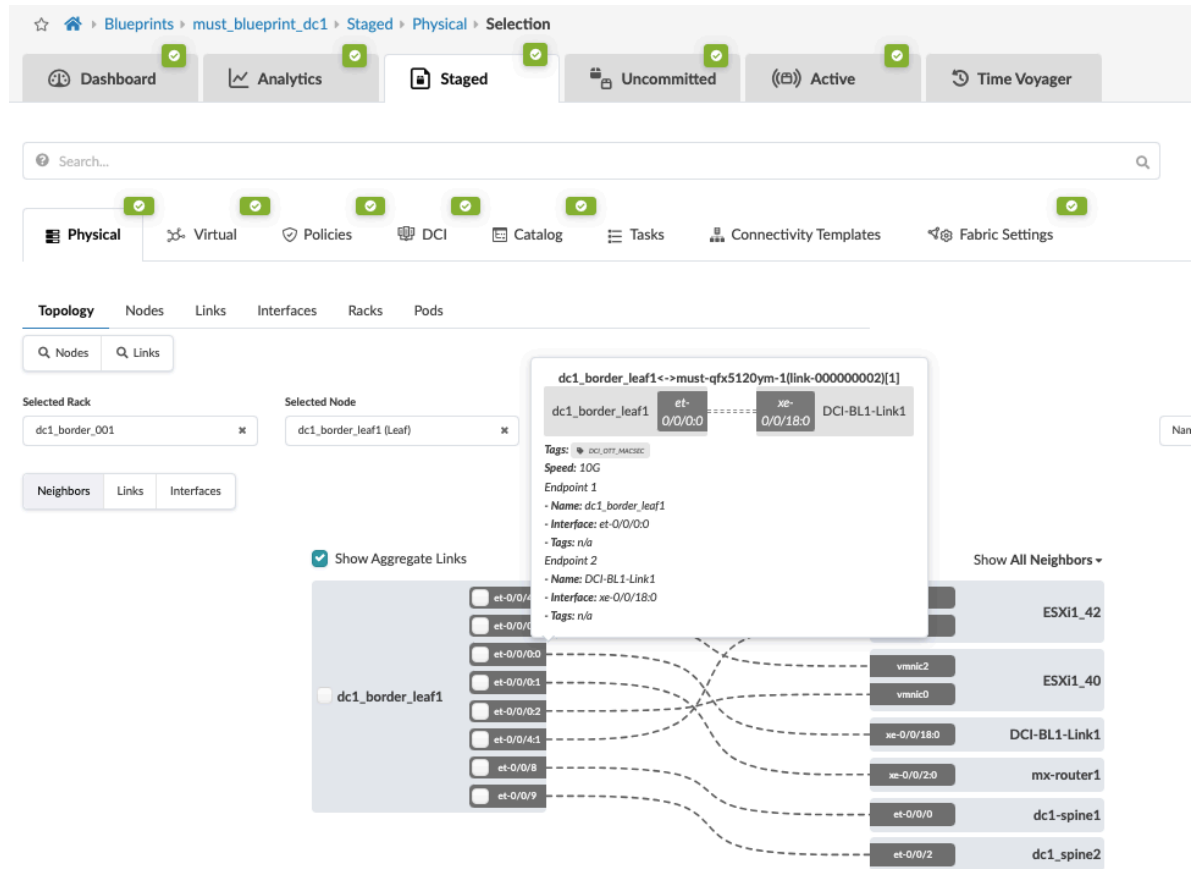 Blueprints must_blueprint_dc1 Staged Physical Selection
Dashboard Analytics Staged Uncommitted Active Time Voyager
Search...
Physical Virtual Policies DCI Catalog Tasks Connectivity Templates Fabric Settings
Topology Nodes Links Interfaces Racks Pods
Nodes Links
Selected Rack Selected Node
dc1_border_001 dc1_border_leaf1 (Leaf)
Neighbors Links Interfaces
dc1_border_leaf1<->must-qfx5120ym-1(link-000000002)[1]
dc1_border_leaf1 et-0/0/0:0 xe-0/0/18:0 DCI-BL1-Link1
Tags: DCI_OTT_MACSEC
Speed: 10G
Endpoint 1
- Name: dc1_border_leaf1
- Interface: et-0/0/0:0
- Tags: n/a
Endpoint 2
- Name: DCI-BL1-Link1
- Interface: xe-0/0/18:0
- Tags: n/a
Show Aggregate Links Show All Neighbors
dc1_border_leaf1
et-0/0/0:0
et-0/0/0:1
et-0/0/0:2
et-0/0/4:1
et-0/0/8
et-0/0/9
ESXi1_42
vmnic2
vmnic0
ESXi1_40
xe-0/0/18:0 DCI-BL1-Link1
xe-0/0/2:0 mx-router1
et-0/0/0 dc1-spine1
et-0/0/2 dc1_spine2